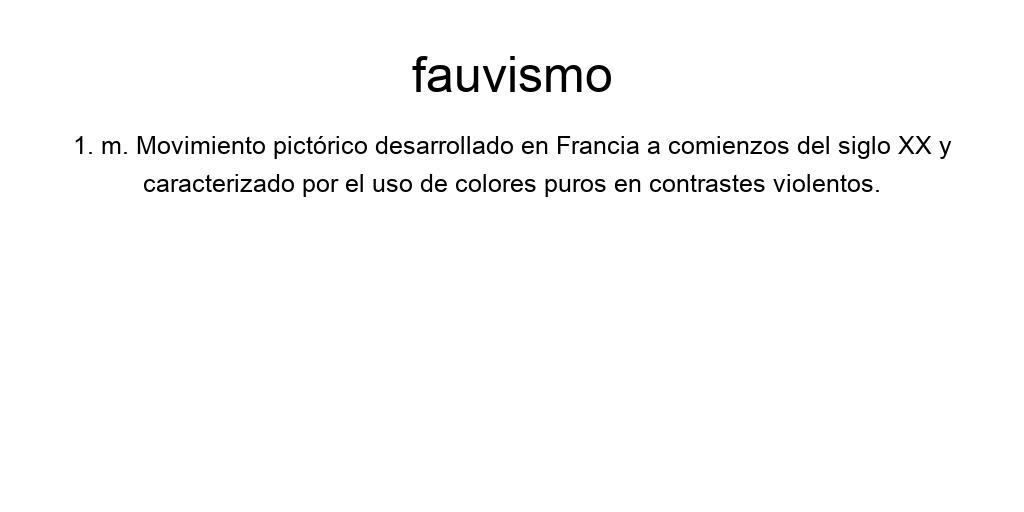 fauvismo
1. m. Movimiento pictórico desarrollado en Francia a comienzos del siglo XX y
caracterizado por el uso de colores puros en contrastes violentos.